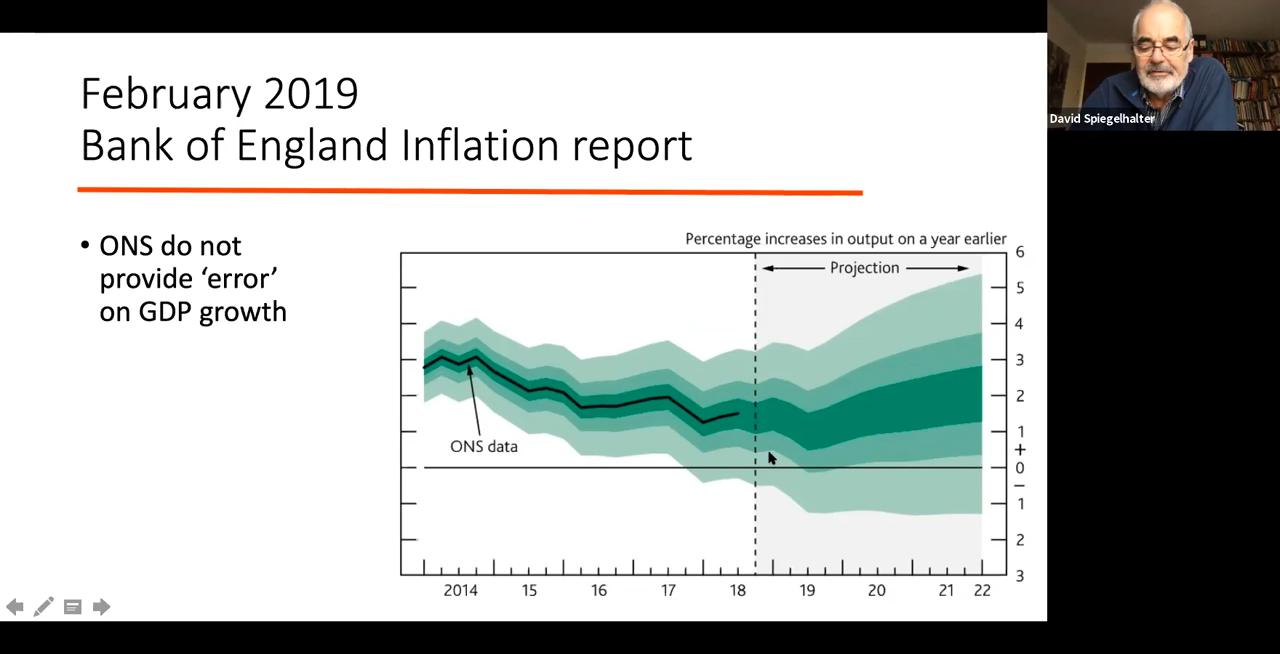 February 2019
Bank of England Inflation report
• ONS do not
provide ‘error’
on GDP growth
Percentage increases in output on a year earlier
Projection
ONS data
6
5
4
3
2
1
+
0
–
1
2
3
2014 15 16 17 18 19 20 21 22
David Spiegelhalter